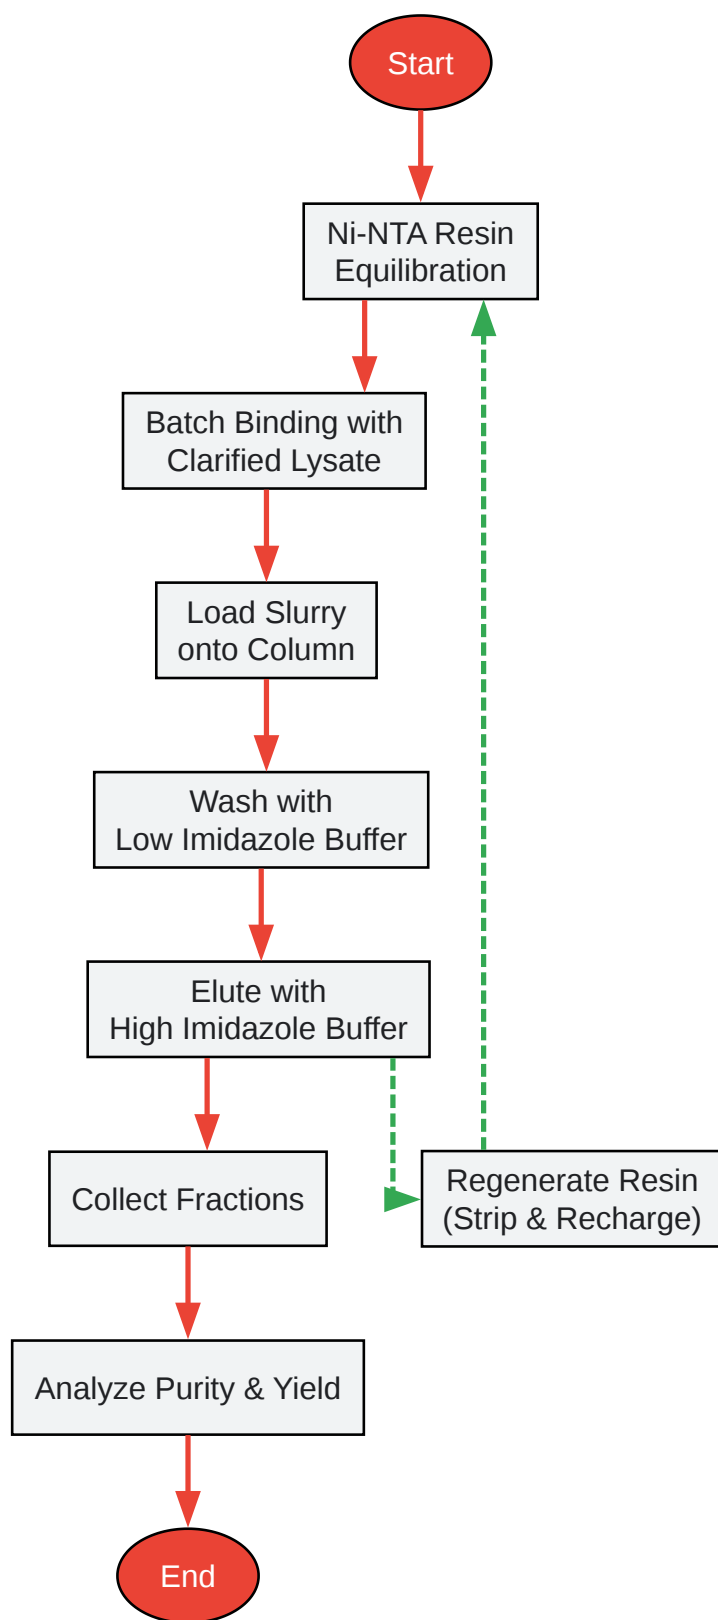 Start
Ni-NTA Resin
Equilibration
Batch Binding with
Clarified Lysate
Load Slurry
onto Column
Wash with
Low Imidazole Buffer
Elute with
High Imidazole Buffer
Collect Fractions
Regenerate Resin
(Strip & Recharge)
Analyze Purity & Yield
End